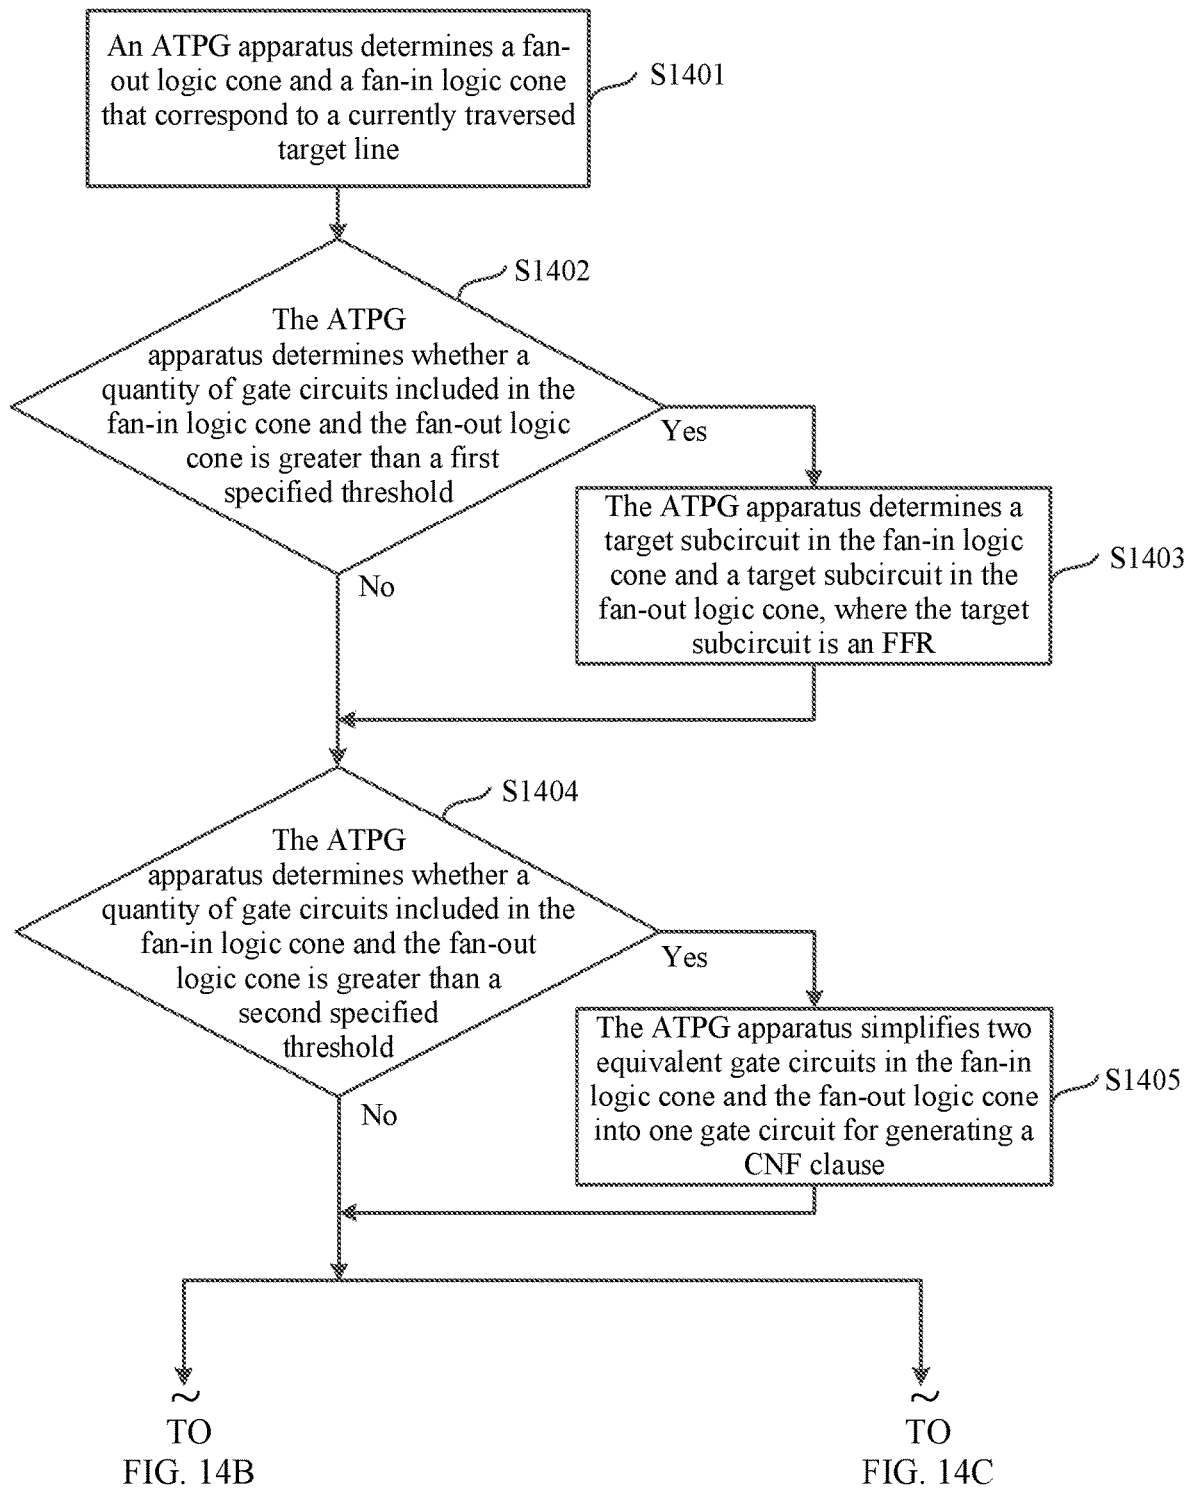 An ATPG apparatus determines a fan-
out logic cone and a fan-in logic cone
that correspond to a currently traversed
target line
S1401
S1402
The ATPG
apparatus determines whether a
quantity of gate circuits included in the
fan-in logic cone and the fan-out logic
cone is greater than a first
specified threshold
Yes
No
The ATPG apparatus determines a
target subcircuit in the fan-in logic
cone and a target subcircuit in the
fan-out logic cone, where the target
subcircuit is an FFR
S1403
S1404
The ATPG
apparatus determines whether a
quantity of gate circuits included in the
fan-in logic cone and the fan-out
logic cone is greater than a
second specified
threshold
Yes
No
The ATPG apparatus simplifies two
equivalent gate circuits in the fan-in
logic cone and the fan-out logic cone
into one gate circuit for generating a
CNF clause
S1405
~
TO
FIG. 14B
~
TO
FIG. 14C